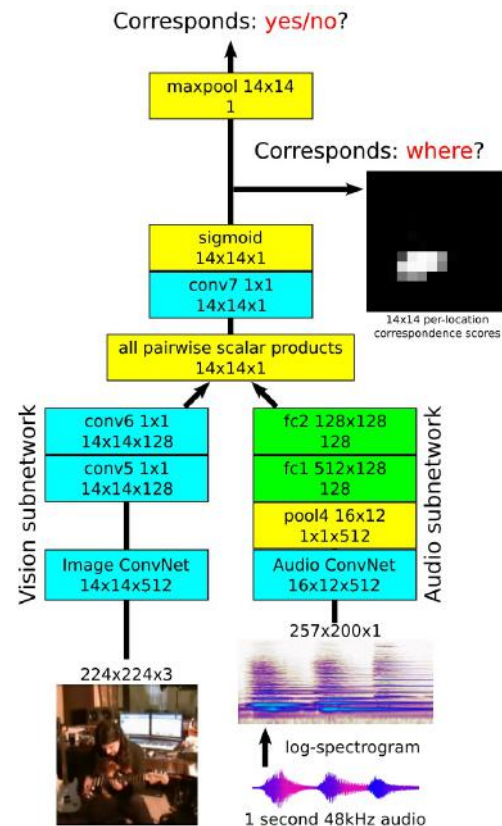 Corresponds: yes/no?
maxpool 14x14
1
Corresponds: where?
sigmoid
14x14x1
conv7 1x1
14x14x1
14x14 per-location
correspondence scores
all pairwise scalar products
14x14x1
Vision subnetwork
conv6 1x1
14x14x128
conv5 1x1
14x14x128
Image ConvNet
14x14x512
224x224x3
Audio subnetwork
fc2 128x128
128
fc1 512x128
128
pool4 16x12
1x1x512
Audio ConvNet
16x12x512
257x200x1
log-spectrogram
1 second 48kHz audio